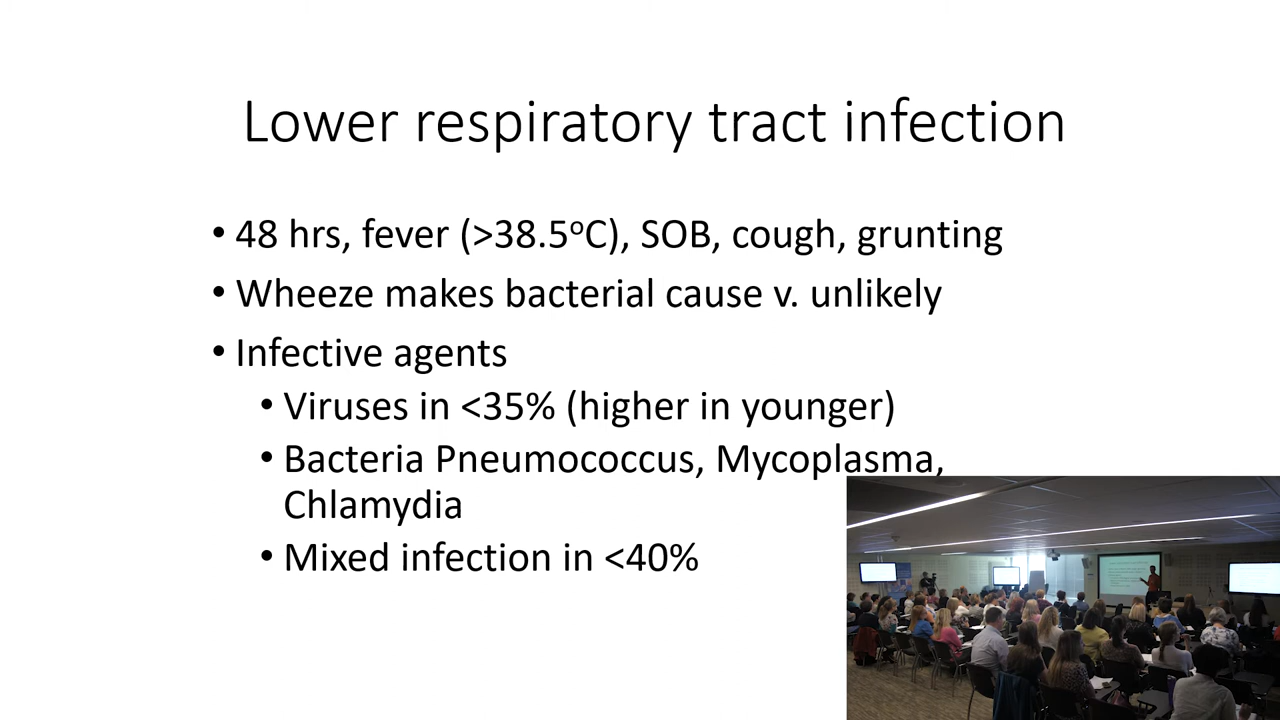 Lower respiratory tract infection
• 48 hrs, fever (>38.5ºC), SOB, cough, grunting
• Wheeze makes bacterial cause v. unlikely
• Infective agents
• Viruses in <35% (higher in younger)
• Bacteria Pneumococcus, Mycoplasma,
Chlamydia
• Mixed infection in <40%